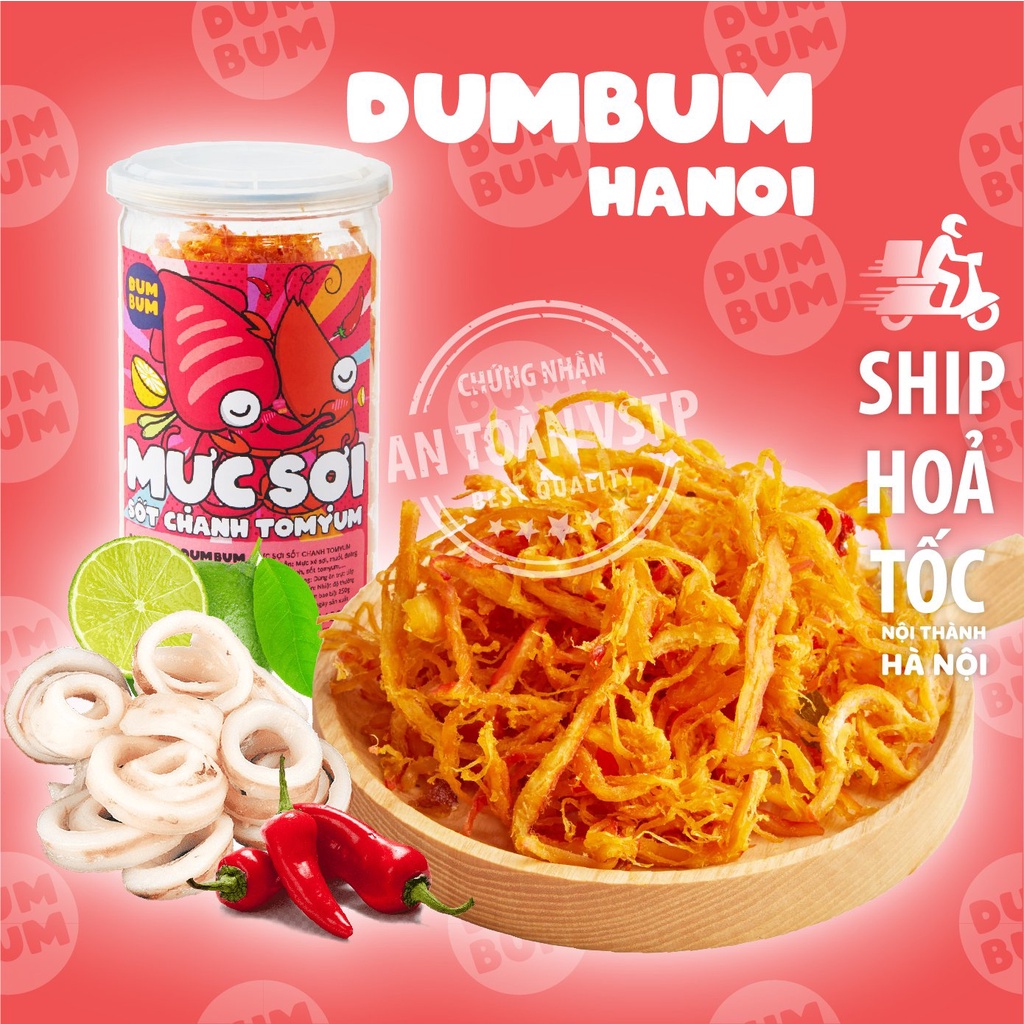 DUMBUM
HANOI
DUM
BUM
MỰC SỢI
SỐT CHANH TOMYUM
DUMBUM
CHỨNG NHẬN
AN TOÀN VSTP
BEST QUALITY
SHIP
HOẢ
TỐC
NỘI THÀNH
HÀ NỘI